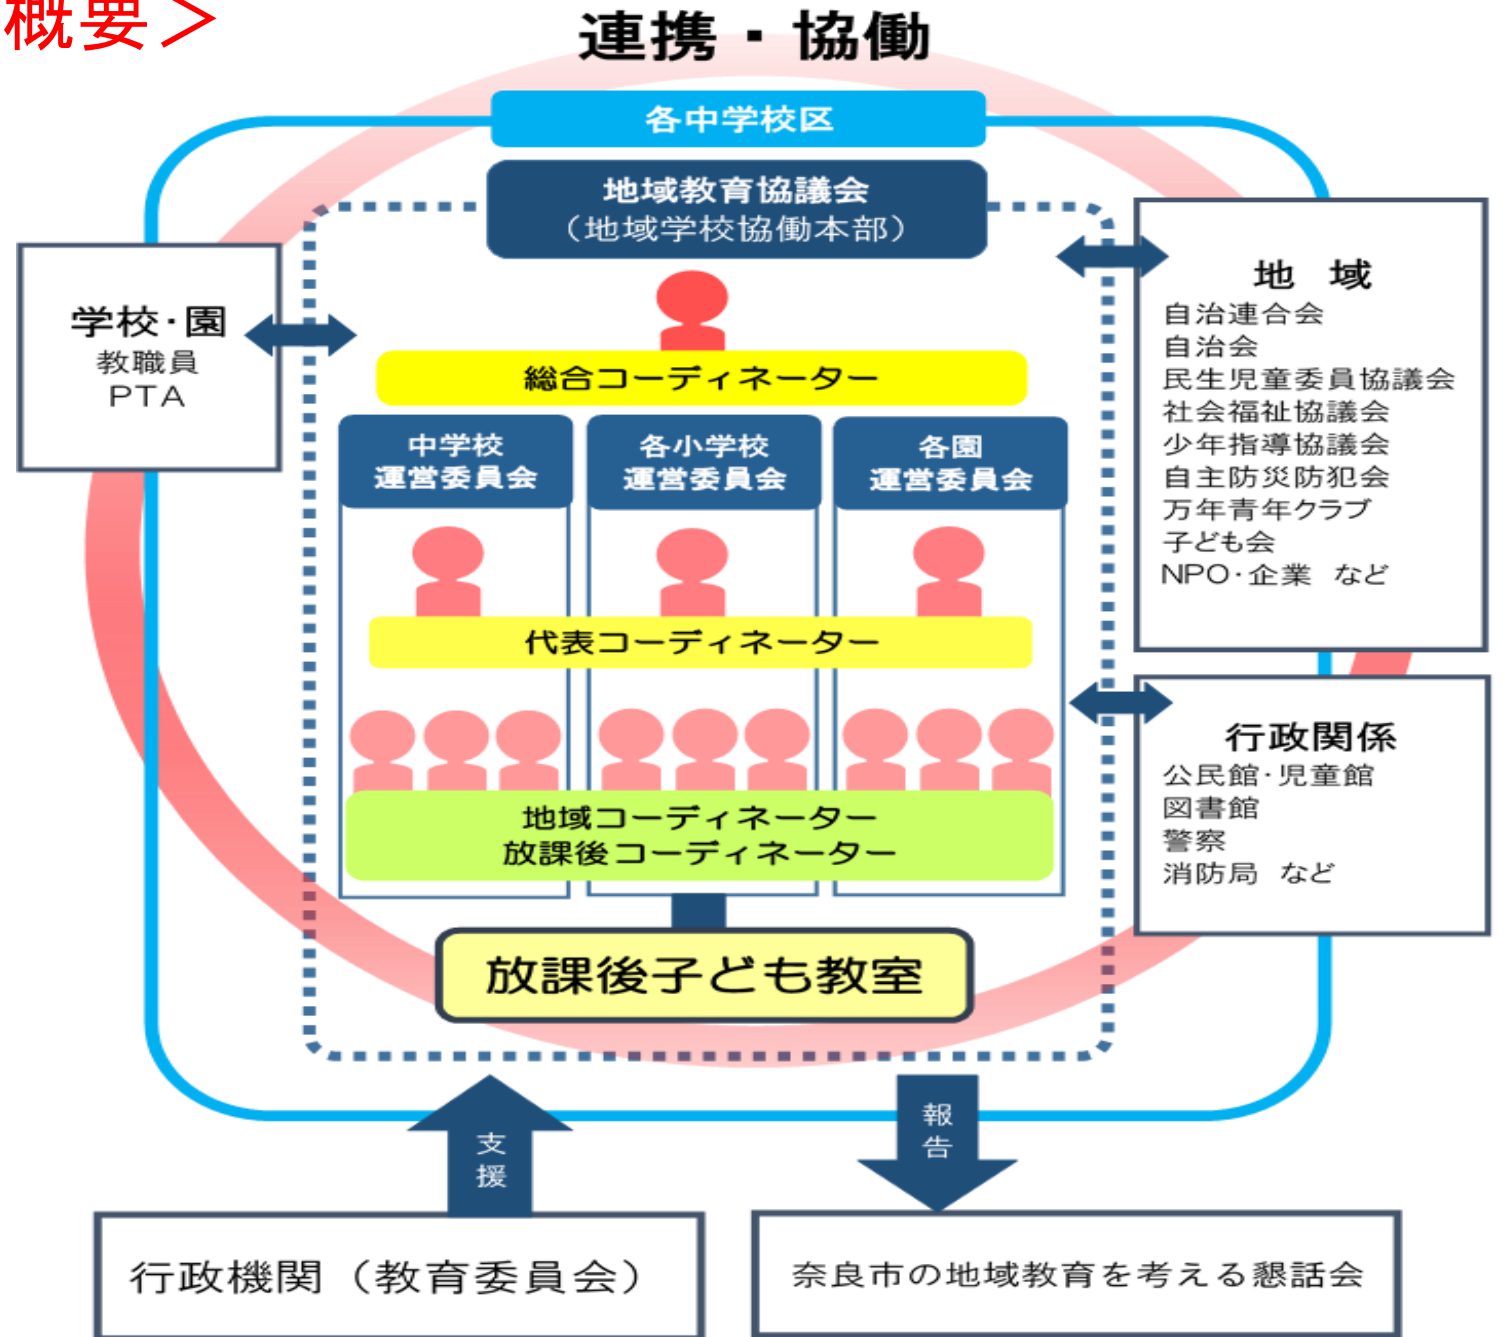 概要＞
連携・協働
各中学校区
地域教育協議会
（地域学校協働本部）
学校・園
教職員
PTA
総合コーディネーター
中学校
運営委員会
各小学校
運営委員会
各園
運営委員会
代表コーディネーター
地域コーディネーター
放課後コーディネーター
放課後子ども教室
地　域
自治連合会
自治会
民生児童委員協議会
社会福祉協議会
少年指導協議会
自主防災防犯会
万年青年クラブ
子ども会
NPO・企業　など
行政関係
公民館・児童館
図書館
警察
消防局　など
支
援
報
告
行政機関（教育委員会）
奈良市の地域教育を考える懇話会